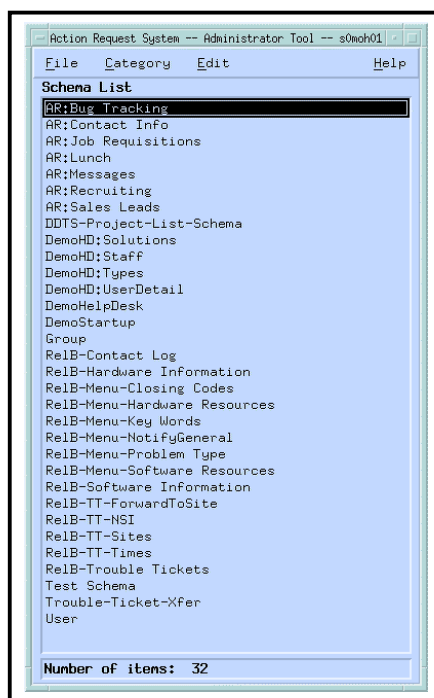 Action Request System -- Administrator Tool -- s0moh01
File Category Edit Help
Schema List
AR:Bug Tracking
AR:Contact Info
AR:Job Requisitions
AR:Lunch
AR:Messages
AR:Recruiting
AR:Sales Leads
DDTS-Project-List-Schema
DemoHD:Solutions
DemoHD:Staff
DemoHD:Types
DemoHD:UserDetail
DemoHelpDesk
DemoStartup
Group
RelB-Contact Log
RelB-Hardware Information
RelB-Menu-Closing Codes
RelB-Menu-Hardware Resources
RelB-Menu-Key Words
RelB-Menu-NotifyGeneral
RelB-Menu-Problem Type
RelB-Menu-Software Resources
RelB-Software Information
RelB-TT-ForwardToSite
RelB-TT-NSI
RelB-TT-Sites
RelB-TT-Times
RelB-Trouble Tickets
Test Schema
Trouble-Ticket-Xfer
User
Number of items: 32